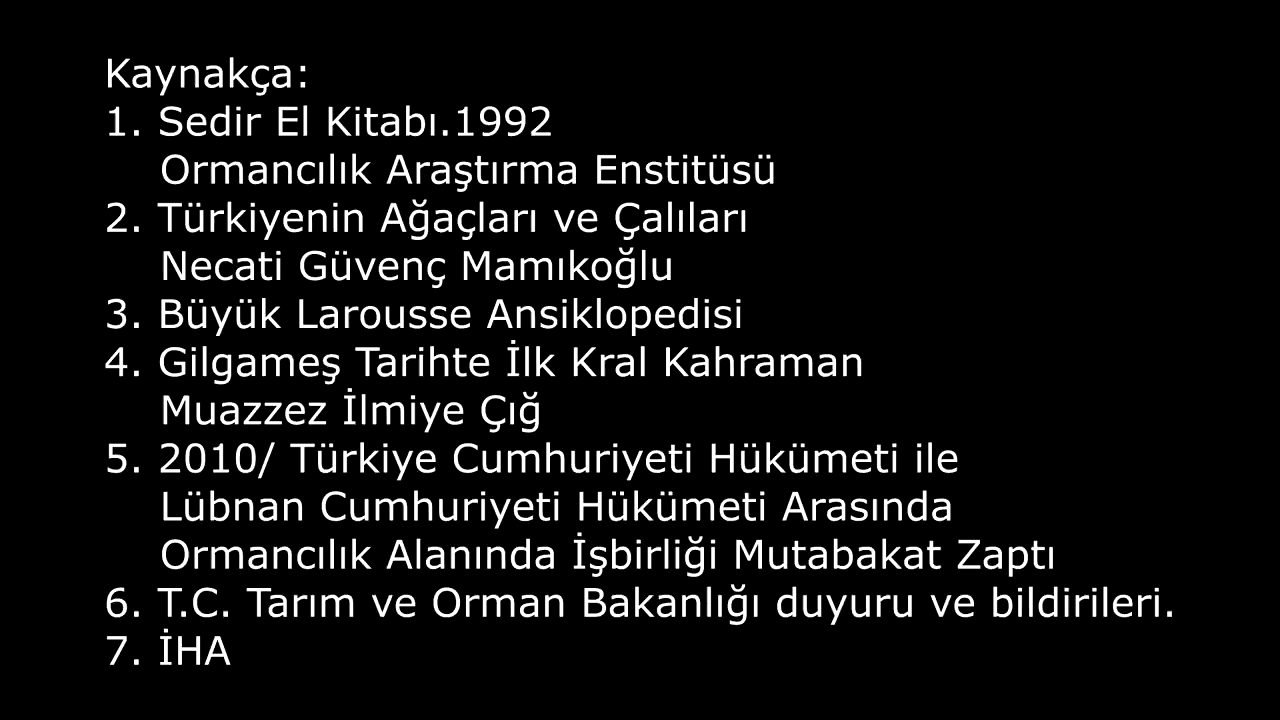 Kaynakça:
1. Sedir El Kitabı.1992
Ormancılık Araştırma Enstitüsü
2. Türkiyenin Ağaçları ve Çalıları
Necati Güvenç Mamıkoğlu
3. Büyük Larousse Ansiklopedisi
4. Gilgameş Tarihte İlk Kral Kahraman
Muazzez İlmiye Çığ
5. 2010/ Türkiye Cumhuriyeti Hükümeti ile
Lübnan Cumhuriyeti Hükümeti Arasında
Ormancılık Alanında İşbirliği Mutabakat Zaptı
6. T.C. Tarım ve Orman Bakanlığı duyuru ve bildirileri.
7. İHA